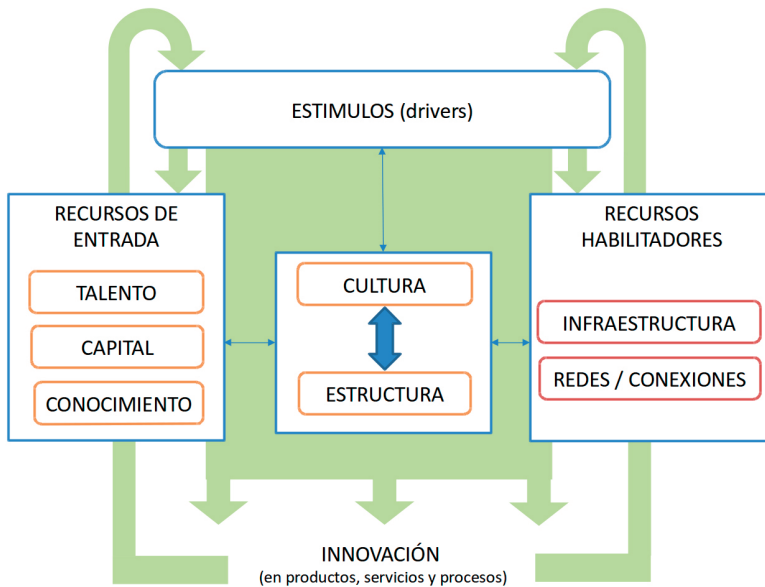 ESTIMULOS (drivers)
RECURSOS DE
ENTRADA
TALENTO
CAPITAL
CONOCIMIENTO
CULTURA
ESTRUCTURA
RECURSOS
HABILITADORES
INFRAESTRUCTURA
REDES / CONEXIONES
INNOVACIÓN
(en productos, servicios y procesos)